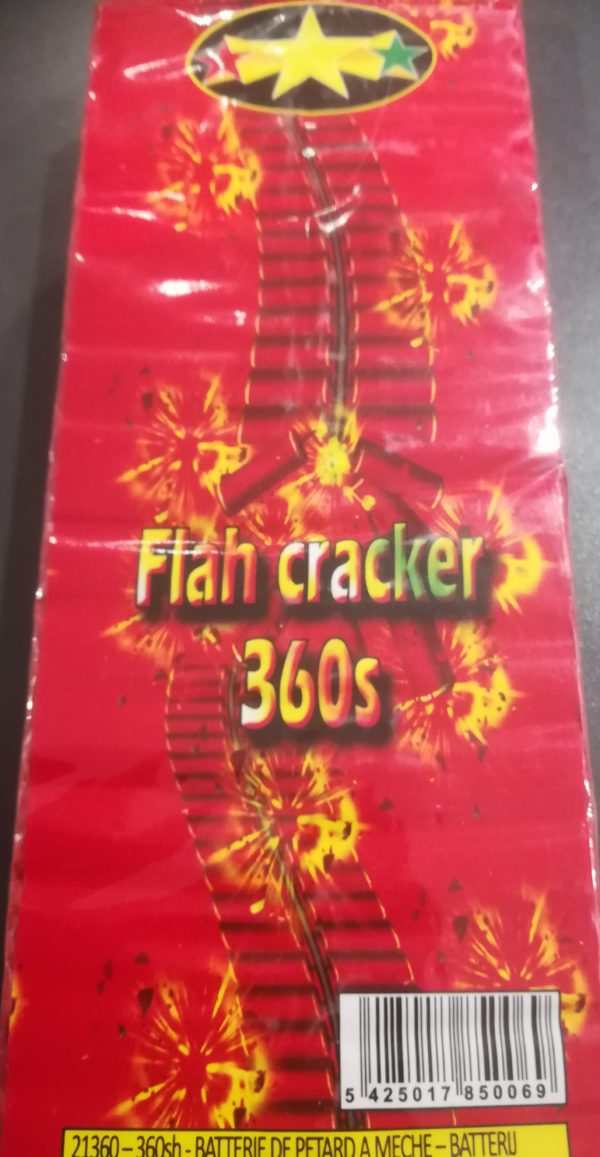 Flah cracker
360s
5 425017 850069
21360 – 360sh - BATTERIE DE PETARD A MECHE – BATTERIJ